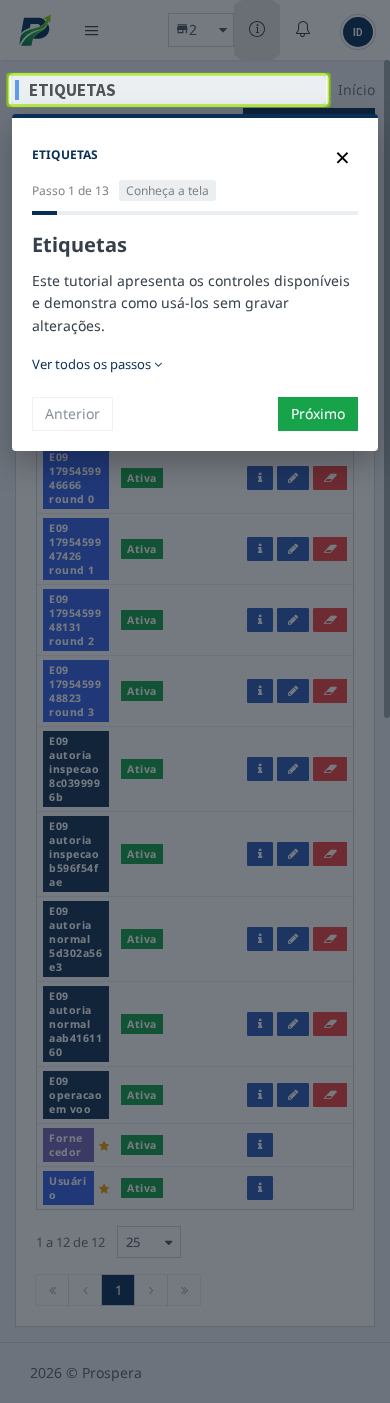 2
ID
ETIQUETAS
Início
ETIQUETAS
Passo 1 de 13 Conheça a tela
Etiquetas
Este tutorial apresenta os controles disponíveis
e demonstra como usá-los sem gravar
alterações.
Ver todos os passos
Anterior
Próximo
E09
17954599
46666
round 0
Ativa
E09
17954599
47426
round 1
Ativa
E09
17954599
48131
round 2
Ativa
E09
17954599
48823
round 3
Ativa
E09
autoria
inspecao
8c039999
6b
Ativa
E09
autoria
inspecao
b596f54f
ae
Ativa
E09
autoria
normal
5d302a56
e3
Ativa
E09
autoria
normal
aab41611
60
Ativa
E09
operacao
em voo
Ativa
Forne
cedor
Ativa
Usuári
o
Ativa
1 a 12 de 12
25
« ‹ 1 › »
2026 © Prospera